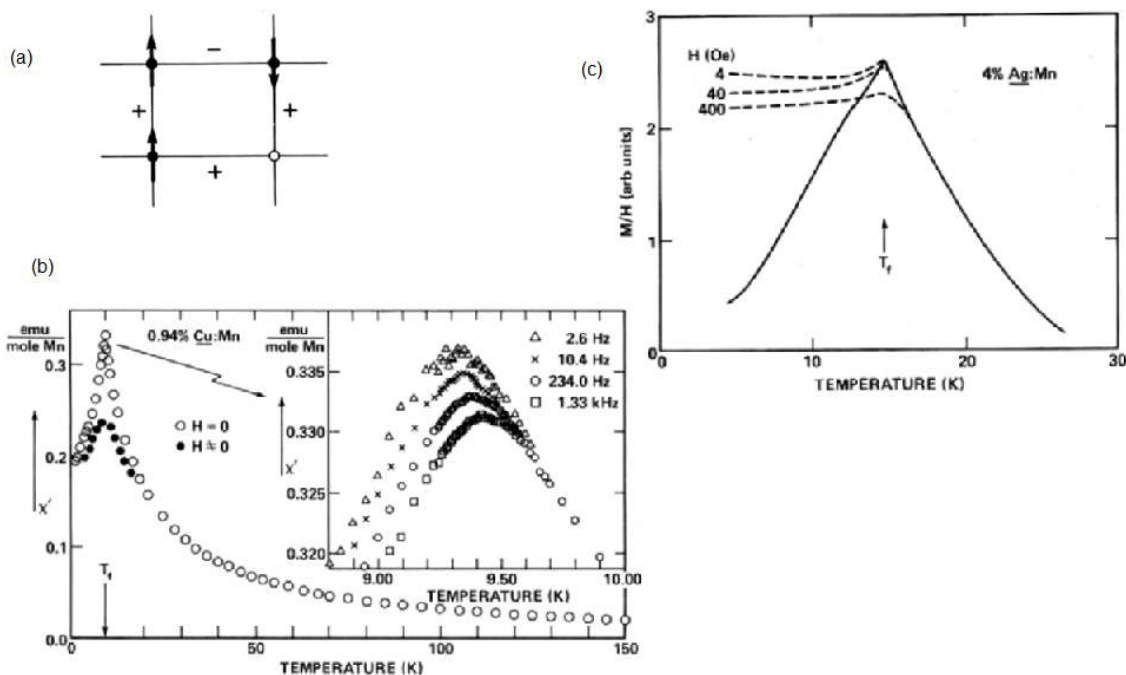 (a)
−
+
+
+
(b)
emu
mole Mn
0.3
0.2
0.1
0.0
χ'
0.94% Cu:Mn
H = 0
H ≠ 0
T_f
0
50
100
150
TEMPERATURE (K)
emu
mole Mn
0.335
0.330
0.325
0.320
χ'
2.6 Hz
10.4 Hz
234.0 Hz
1.33 kHz
9.00
9.50
10.00
TEMPERATURE (K)
(c)
H (Oe)
4
40
400
4% Ag:Mn
M/H (arb units)
3
2
1
0
T_f
0
10
20
30
TEMPERATURE (K)